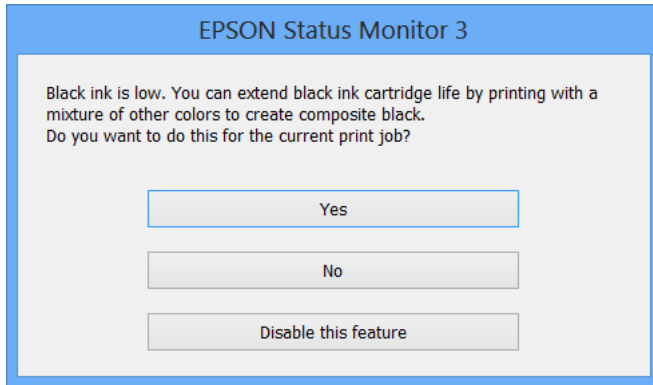 EPSON Status Monitor 3
Black ink is low. You can extend black ink cartridge life by printing with a
mixture of other colors to create composite black.
Do you want to do this for the current print job?
Yes
No
Disable this feature